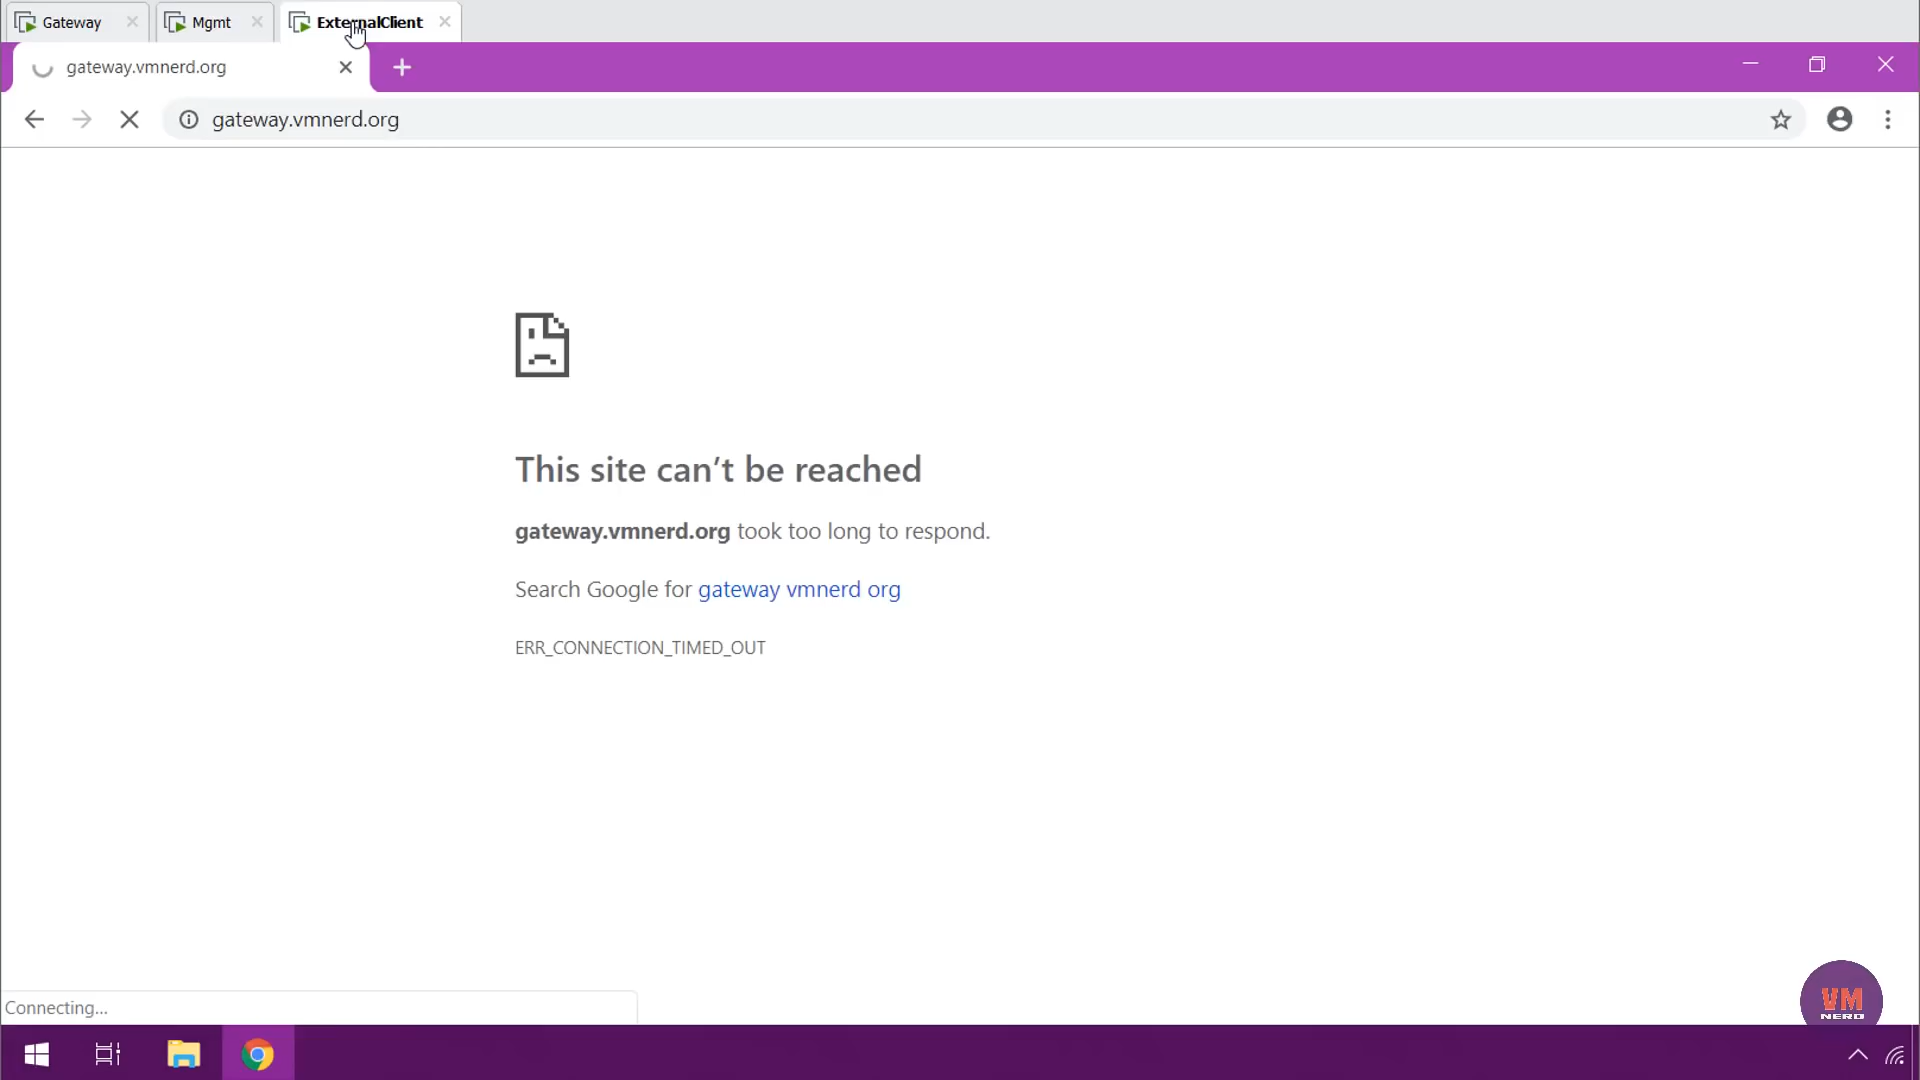 Gateway
Mgmt
ExternalClient
gateway.vmnerd.org
gateway.vmnerd.org
This site can’t be reached
gateway.vmnerd.org took too long to respond.
Search Google for gateway vmnerd org
ERR_CONNECTION_TIMED_OUT
VM
NERD
Connecting...